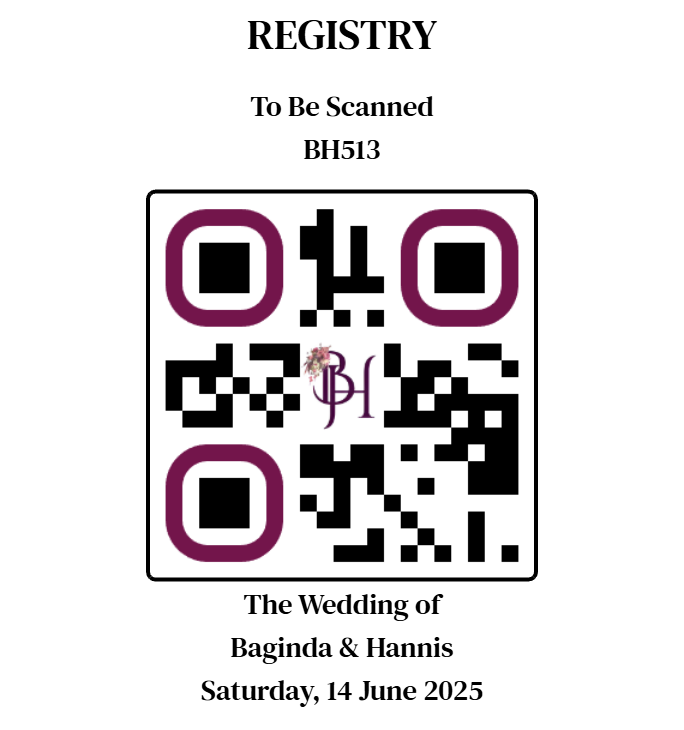 REGISTRY
To Be Scanned
BH513
BH
The Wedding of
Baginda & Hannis
Saturday, 14 June 2025